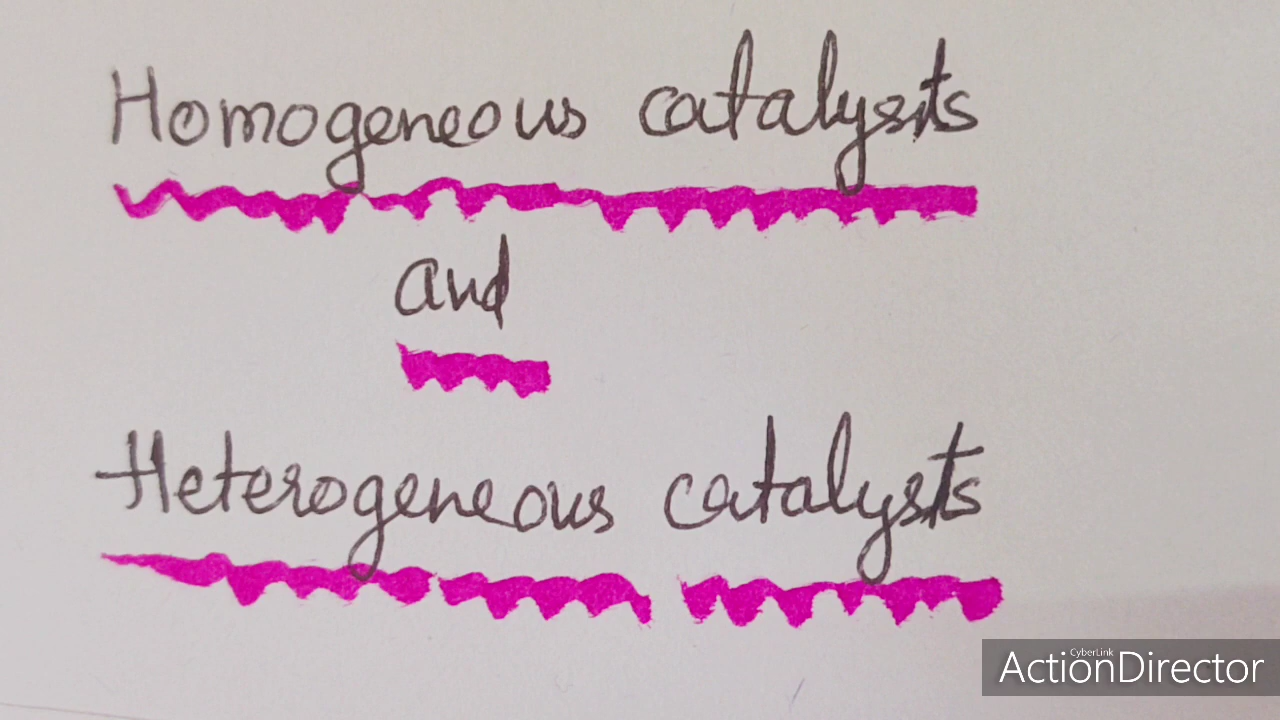 Homogeneous catalysts
and
Heterogeneous catalysts
CyberLink
ActionDirector